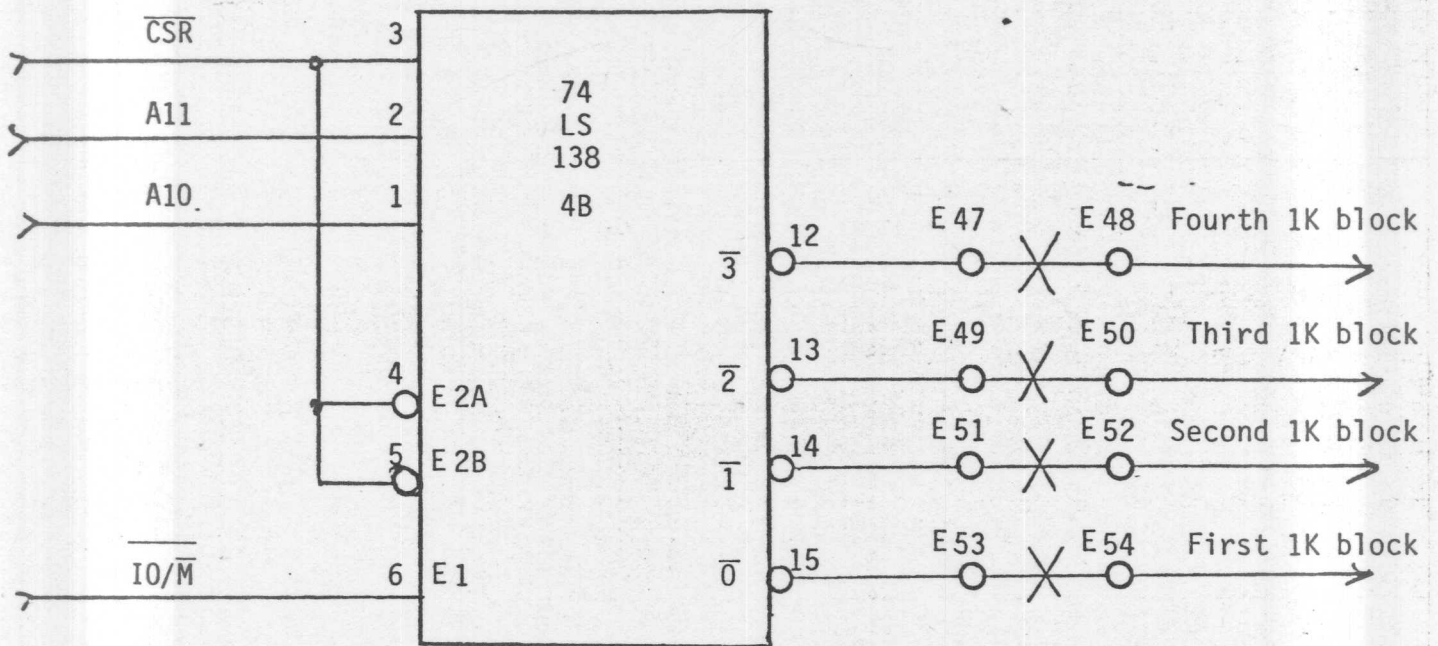 C̅S̅R̅ 3
A11 2
A10 1
74
LS
138
4B
3̅ 12 E47 E48 Fourth 1K block
2̅ 13 E49 E50 Third 1K block
1̅ 14 E51 E52 Second 1K block
0̅ 15 E53 E54 First 1K block
4 E2A
5 E2B
I̅O̅/̅M̅ 6 E1